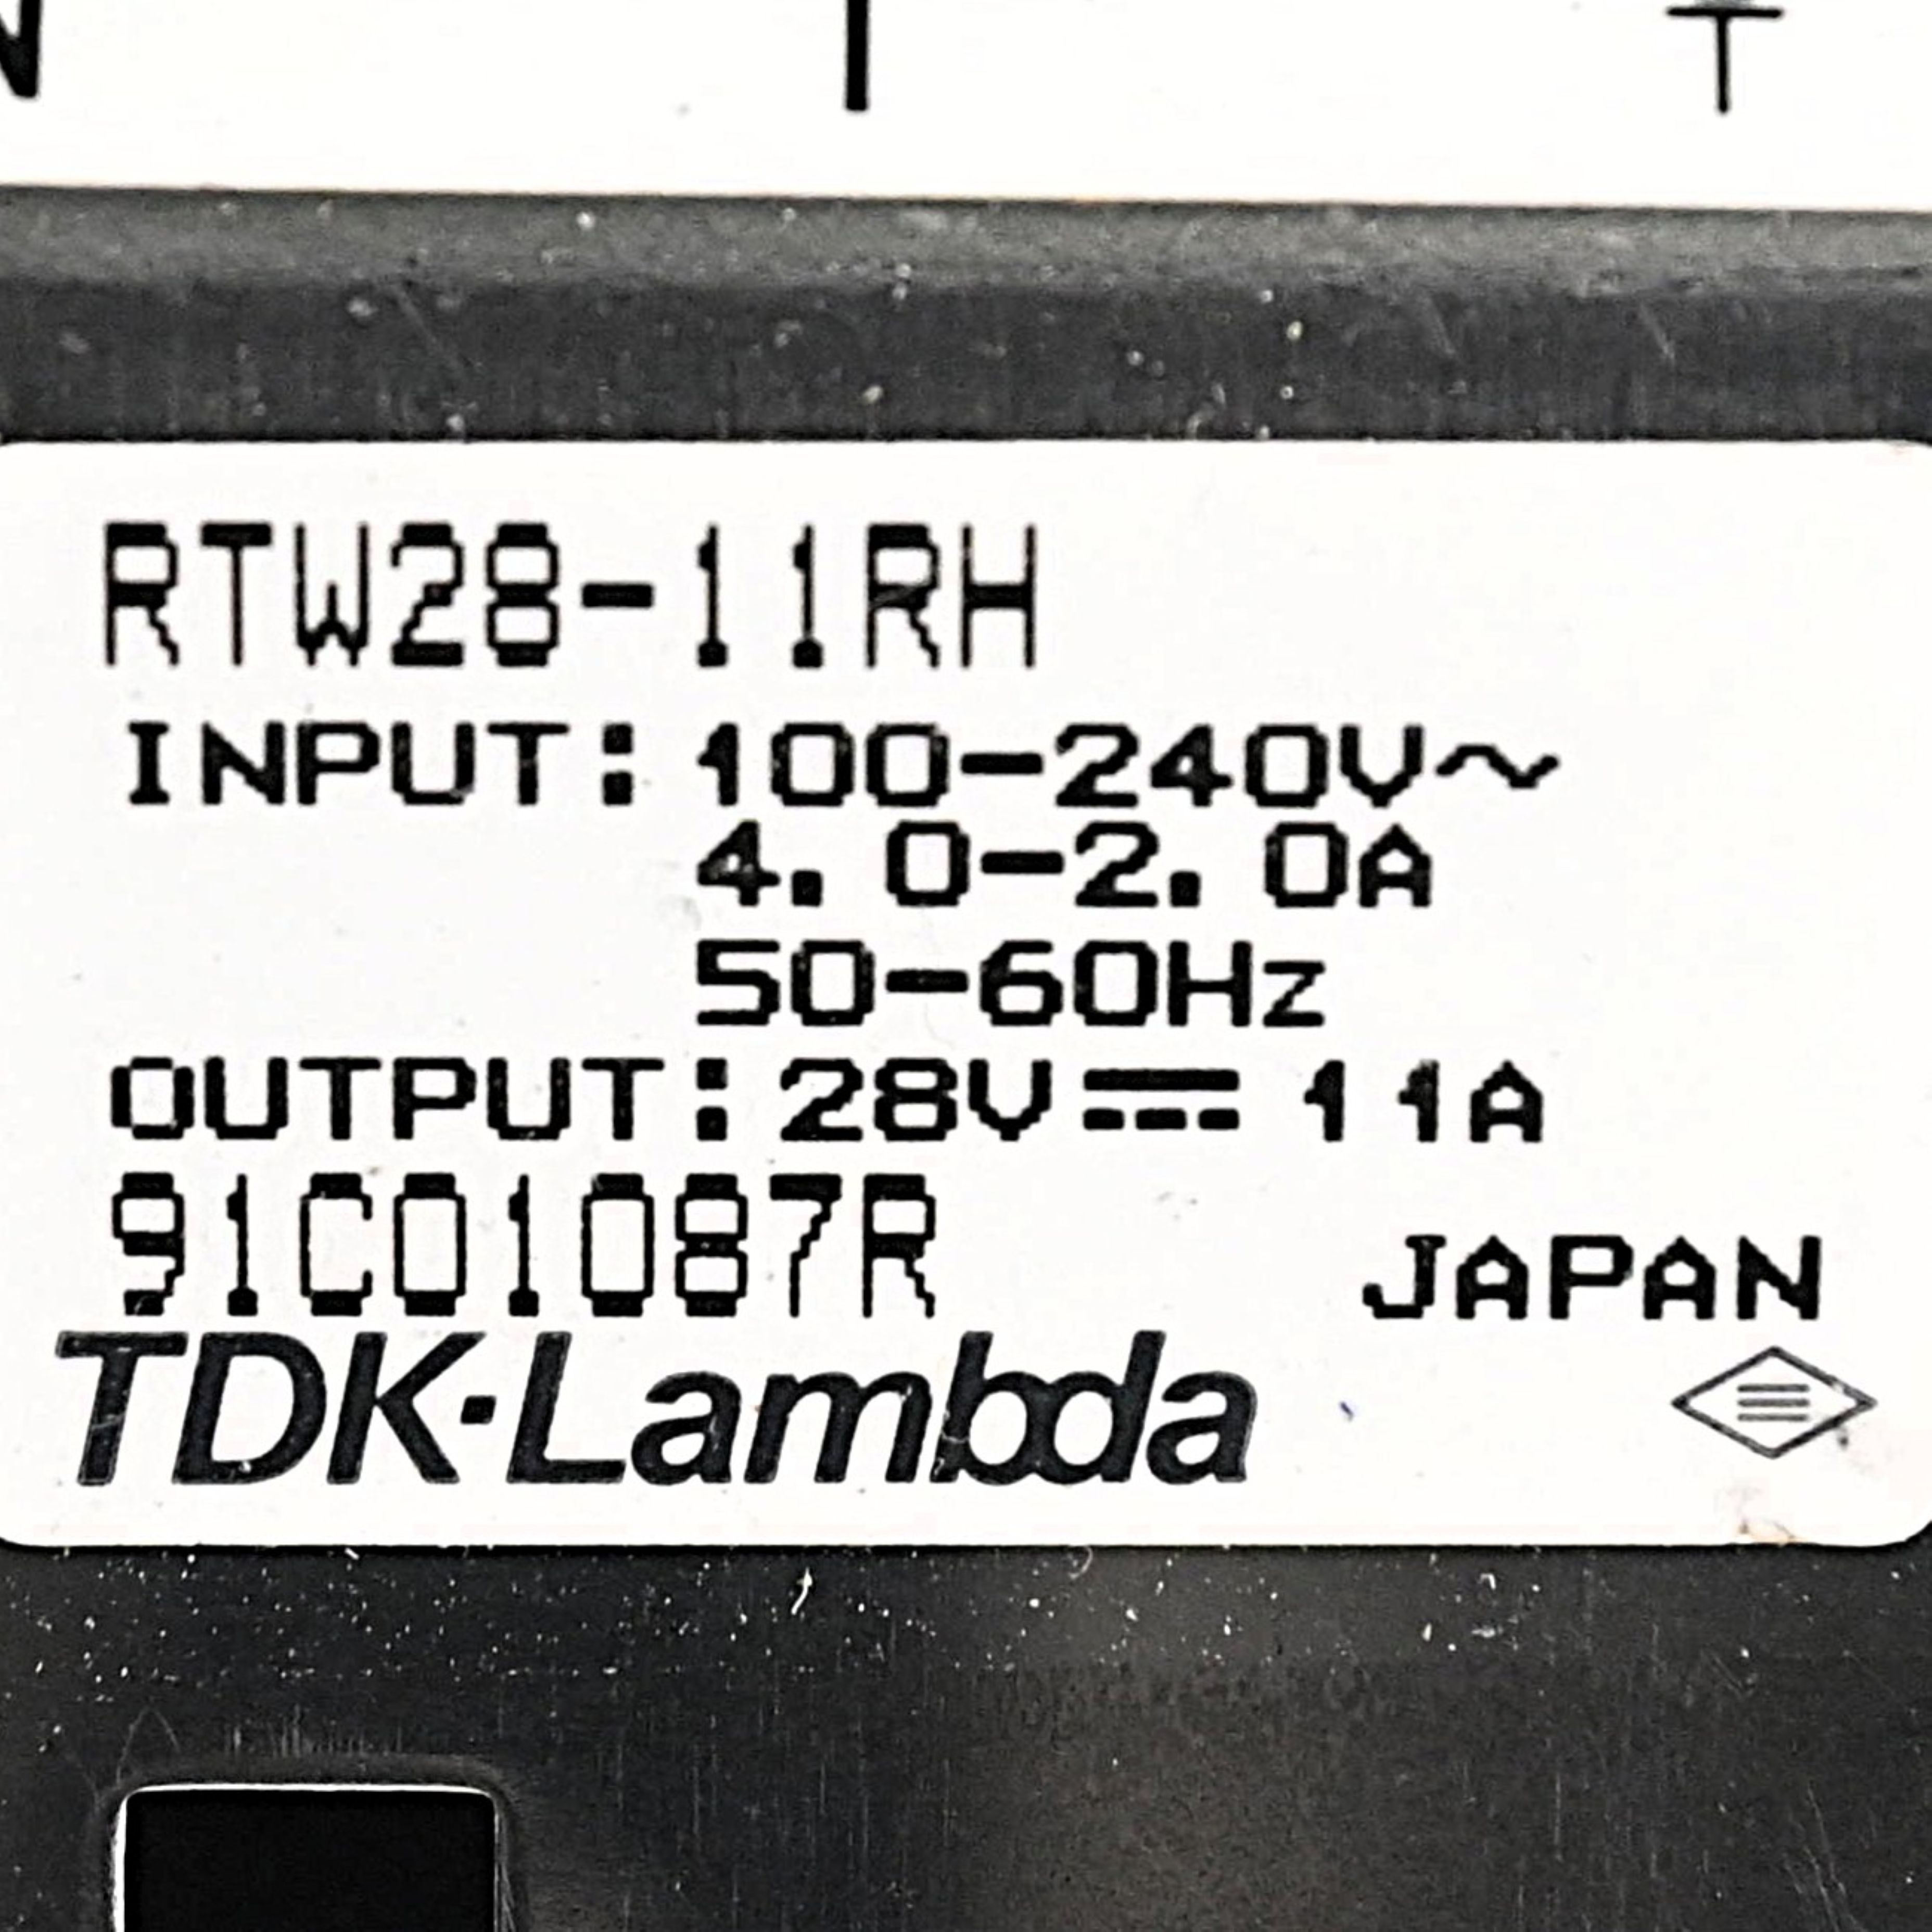 RTW28-11RH
INPUT: 100-240V~
4.0-2.0A
50-60Hz
OUTPUT: 28V⎓ 11A
91C01087R
JAPAN
TDK·Lambda